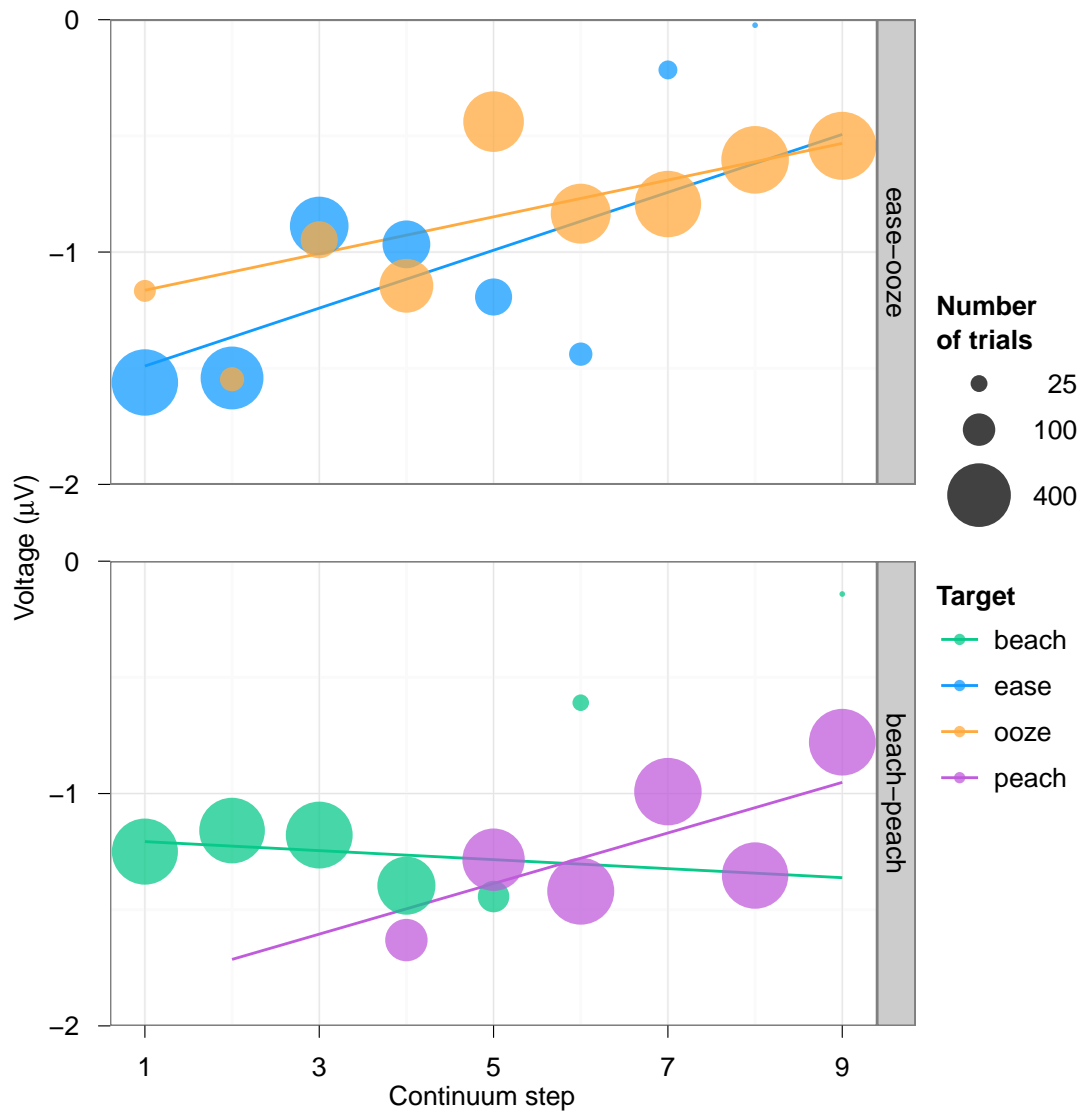 0
−1
−2
ease−ooze
0
−1
−2
beach−peach
1 3 5 7 9
Continuum step
Voltage (μV)
Number
of trials
25
100
400
Target
beach
ease
ooze
peach